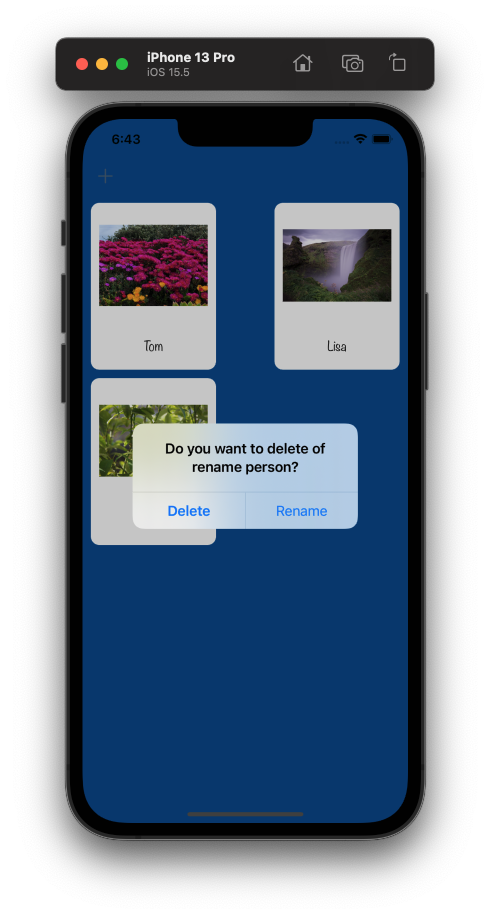 iPhone 13 Pro
iOS 15.5
6:43
Tom
Lisa
Do you want to delete of
rename person?
Delete
Rename